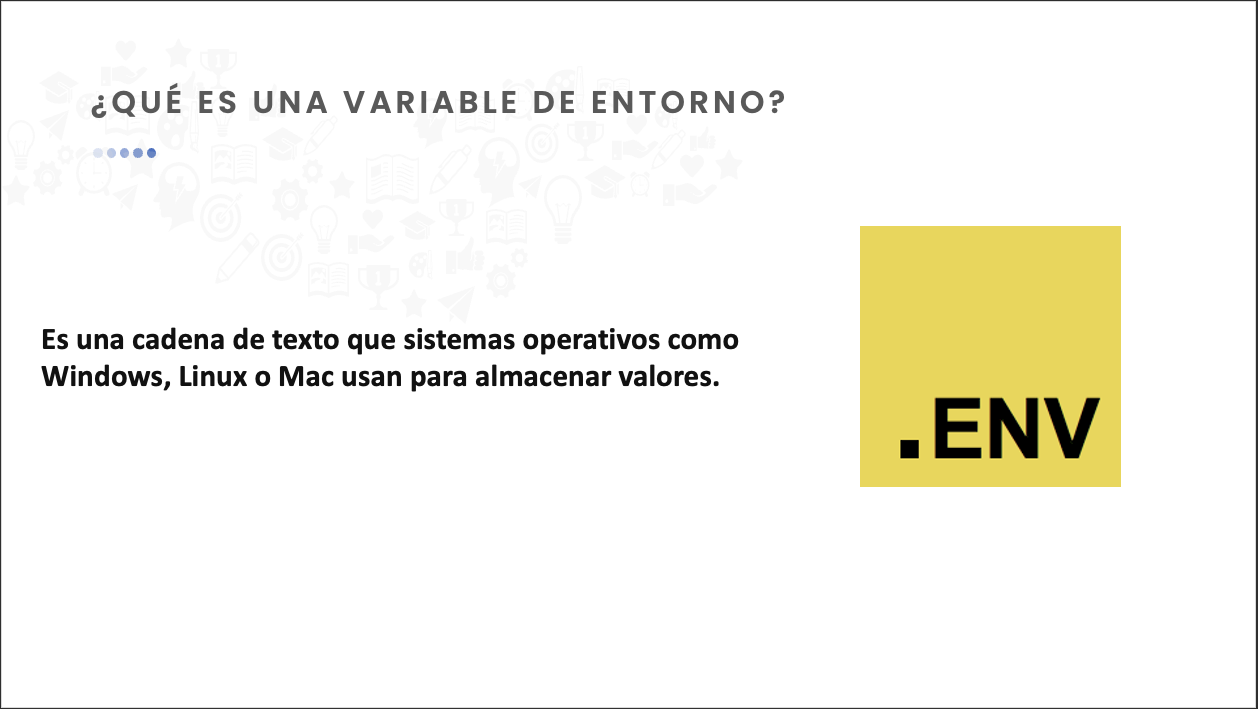 ¿QUÉ ES UNA VARIABLE DE ENTORNO?
Es una cadena de texto que sistemas operativos como
Windows, Linux o Mac usan para almacenar valores.
.ENV